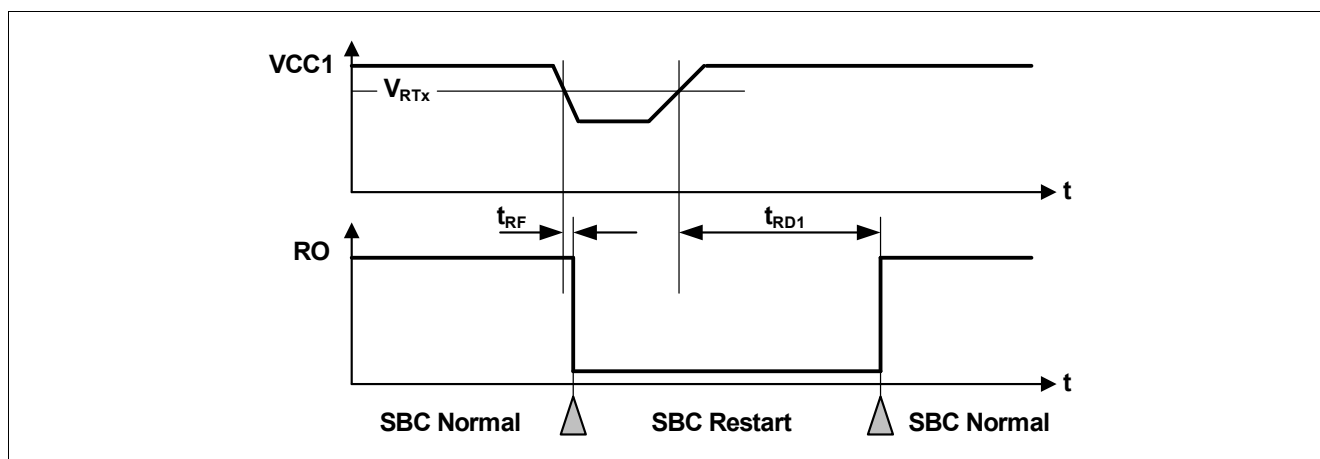 VCC1
VRTx
t
tRF
tRD1
RO
t
SBC Normal
SBC Restart
SBC Normal